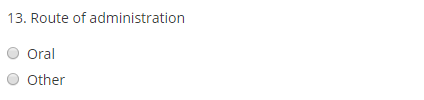 13. Route of administration
Oral
Other